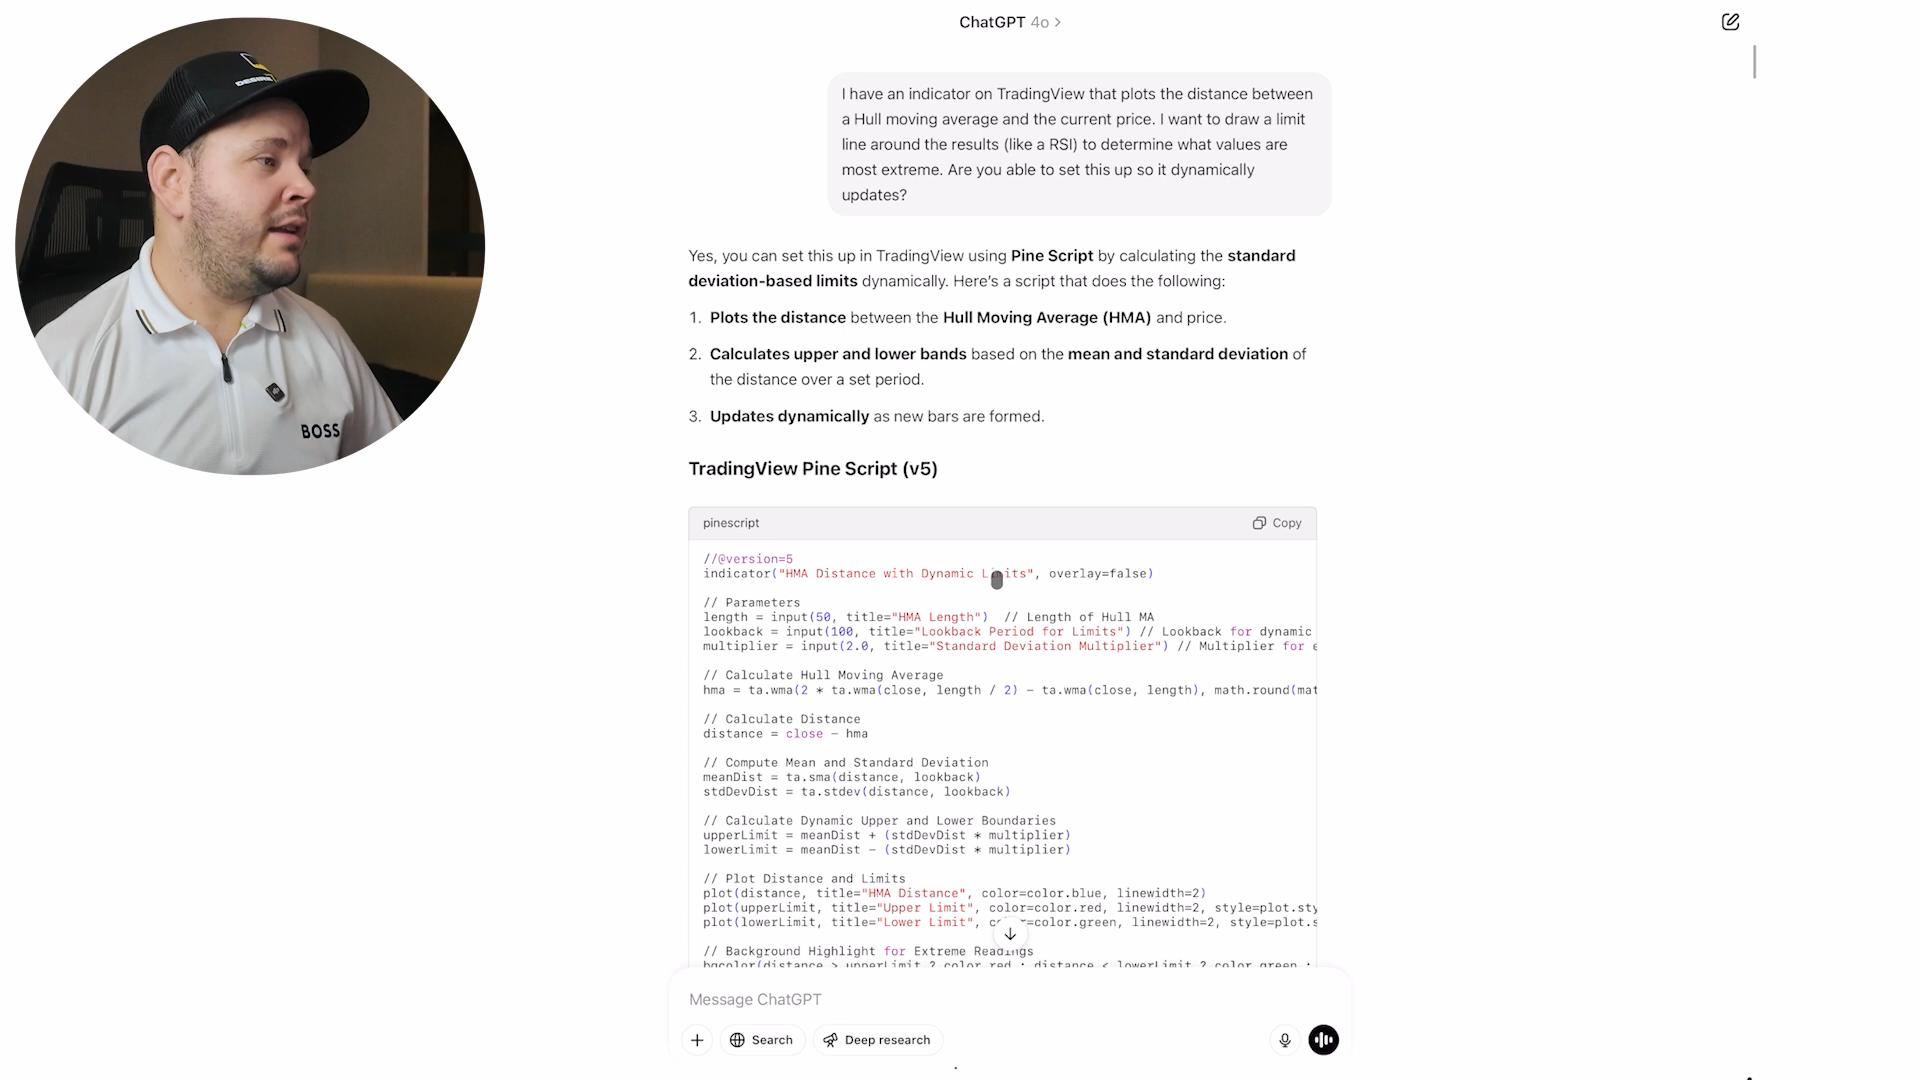 ChatGPT 4o >
I have an indicator on TradingView that plots the distance between
a Hull moving average and the current price. I want to draw a limit
line around the results (like a RSI) to determine what values are
most extreme. Are you able to set this up so it dynamically
updates?
Yes, you can set this up in TradingView using Pine Script by calculating the standard
deviation-based limits dynamically. Here's a script that does the following:
1. Plots the distance between the Hull Moving Average (HMA) and price.
2. Calculates upper and lower bands based on the mean and standard deviation of
the distance over a set period.
3. Updates dynamically as new bars are formed.
TradingView Pine Script (v5)
pinescript Copy
//@version=5
indicator("HMA Distance with Dynamic Limits", overlay=false)
// Parameters
length = input(50, title="HMA Length")  // Length of Hull MA
lookback = input(100, title="Lookback Period for Limits") // Lookback for dynamic
multiplier = input(2.0, title="Standard Deviation Multiplier") // Multiplier for e
// Calculate Hull Moving Average
hma = ta.wma(2 * ta.wma(close, length / 2) - ta.wma(close, length), math.round(mat
// Calculate Distance
distance = close - hma
// Compute Mean and Standard Deviation
meanDist = ta.sma(distance, lookback)
stdDevDist = ta.stdev(distance, lookback)
// Calculate Dynamic Upper and Lower Boundaries
upperLimit = meanDist + (stdDevDist * multiplier)
lowerLimit = meanDist - (stdDevDist * multiplier)
// Plot Distance and Limits
plot(distance, title="HMA Distance", color=color.blue, linewidth=2)
plot(upperLimit, title="Upper Limit", color=color.red, linewidth=2, style=plot.sty
plot(lowerLimit, title="Lower Limit", color=color.green, linewidth=2, style=plot.s
// Background Highlight for Extreme Readings
bgcolor(distance > upperLimit ? color.red : distance < lowerLimit ? color.green :
Message ChatGPT
Search Deep research
BOSS